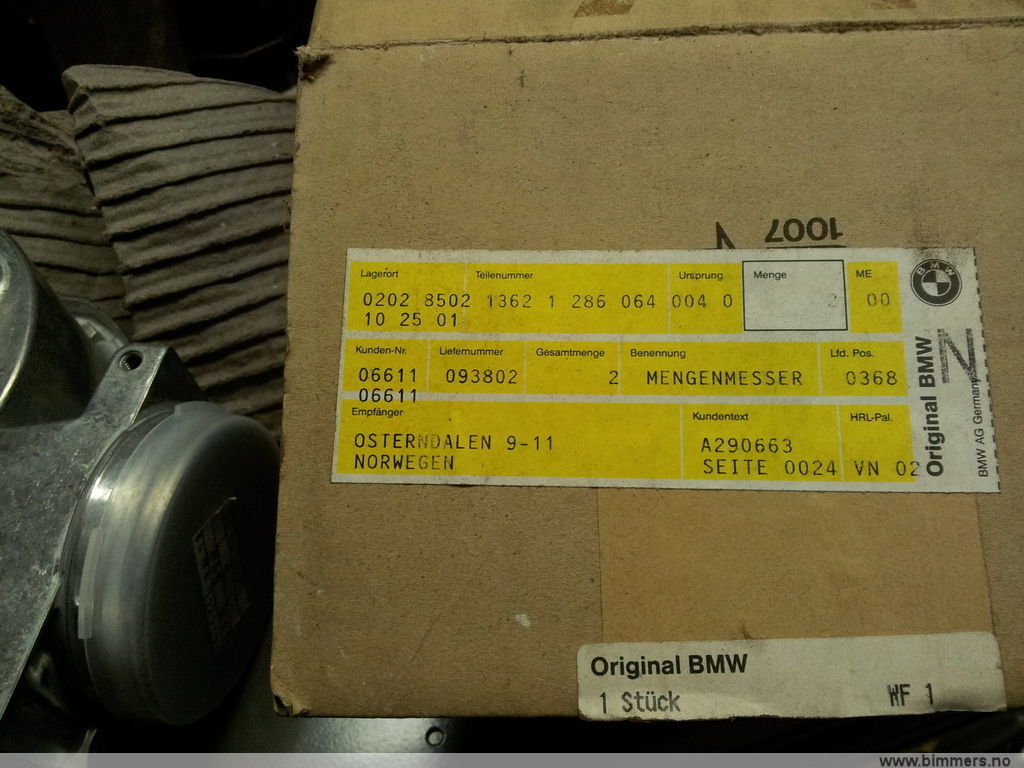 1007
Lagerort Teilenummer Ursprung Menge ME
0202 8502 1362 1 286 064 004 0 2 00
10 25 01
Kunden-Nr. Liefernummer Gesamtmenge Benennung Lfd. Pos.
06611 093802 2 MENGENMESSER 0368
06611
Empfänger Kundentext HRL-Pal.
OSTERNDALEN 9-11 A290663
NORWEGEN SEITE 0024 VN 02
BMW
Original BMW
N
BMW AG Germany
Original BMW
1 Stück WF 1
www.bimmers.no